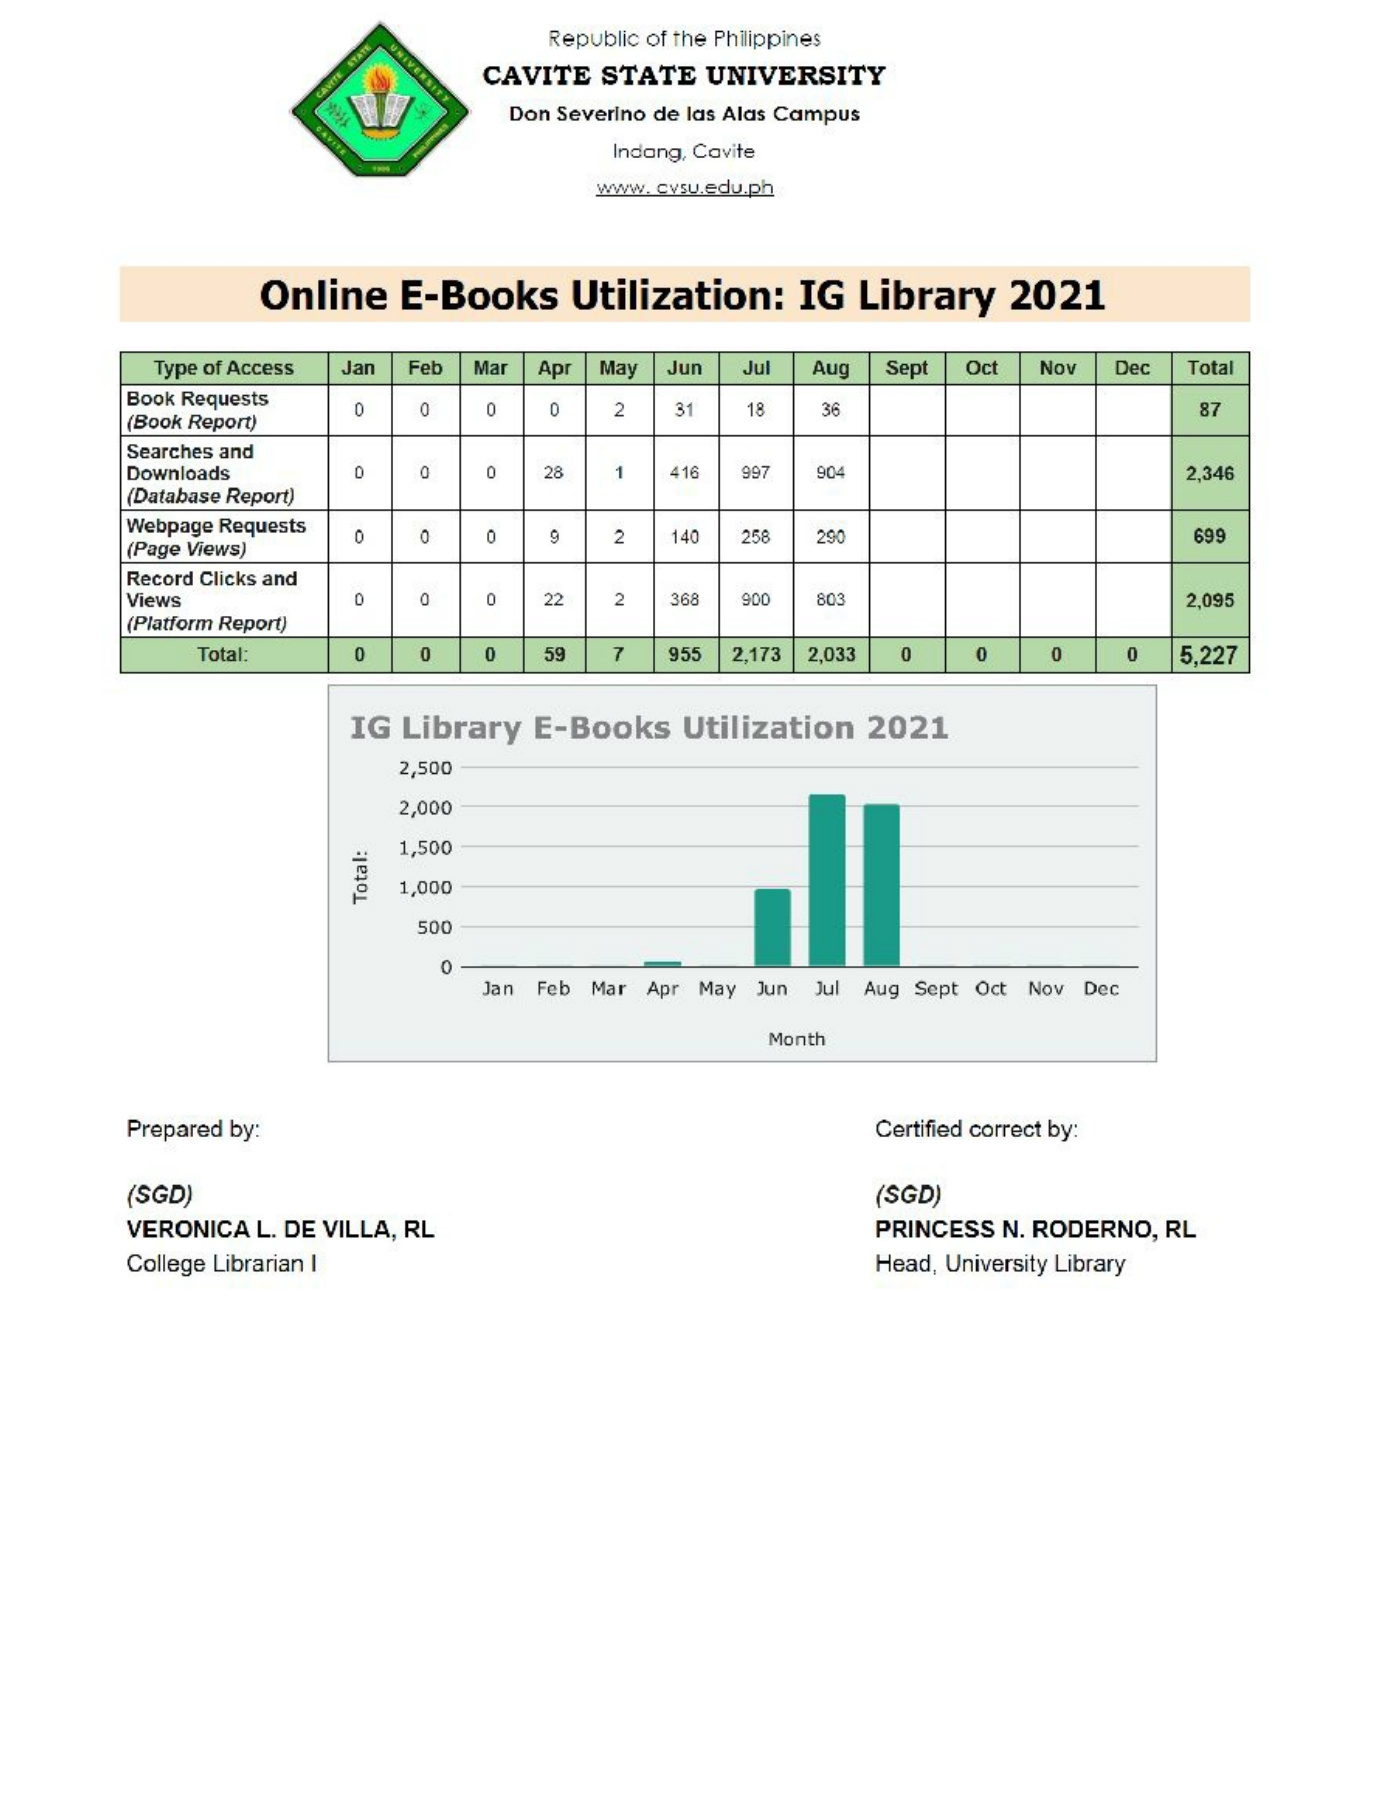 CAVITE STATE UNIVERSITY
CAVITE PHILIPPINES
1906
Republic of the Philippines
CAVITE STATE UNIVERSITY
Don Severino de las Alas Campus
Indang, Cavite
www. cvsu.edu.ph
Online E-Books Utilization: IG Library 2021
Type of Access Jan Feb Mar Apr May Jun Jul Aug Sept Oct Nov Dec Total
Book Requests
(Book Report) 0 0 0 0 2 31 18 36 87
Searches and
Downloads
(Database Report) 0 0 0 28 1 416 997 904 2,346
Webpage Requests
(Page Views) 0 0 0 9 2 140 258 290 699
Record Clicks and
Views
(Platform Report) 0 0 0 22 2 368 900 803 2,095
Total: 0 0 0 59 7 955 2,173 2,033 0 0 0 0 5,227
IG Library E-Books Utilization 2021
2,500
2,000
1,500
1,000
500
0
Total:
Jan Feb Mar Apr May Jun Jul Aug Sept Oct Nov Dec
Month
Prepared by: Certified correct by:
(SGD) (SGD)
VERONICA L. DE VILLA, RL PRINCESS N. RODERNO, RL
College Librarian I Head, University Library